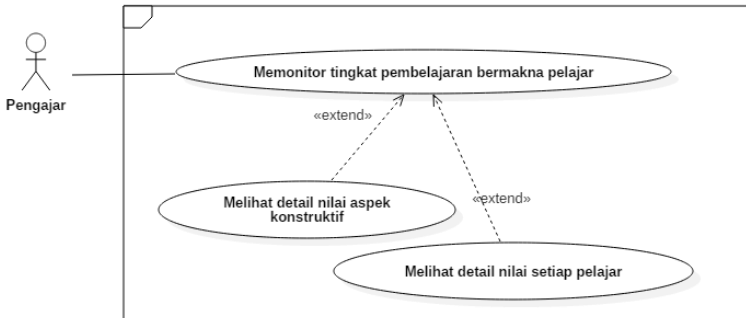 Memonitor tingkat pembelajaran bermakna pelajar
Pengajar
«extend»
Melihat detail nilai aspek
konstruktif
«extend»
Melihat detail nilai setiap pelajar